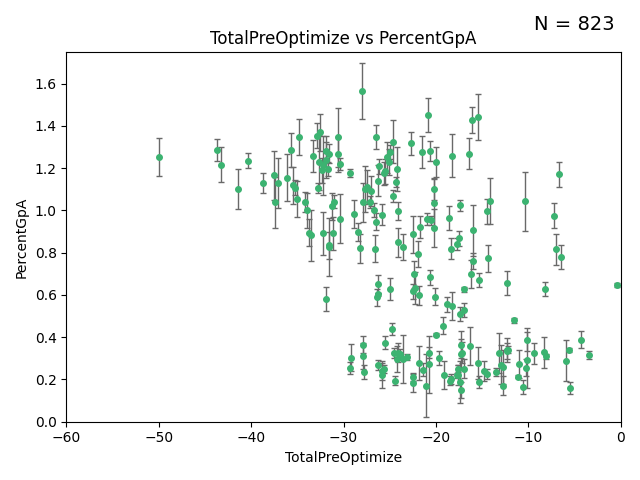 N = 823
TotalPreOptimize vs PercentGpA
PercentGpA
1.6
1.4
1.2
1.0
0.8
0.6
0.4
0.2
0.0
−60 −50 −40 −30 −20 −10 0
TotalPreOptimize